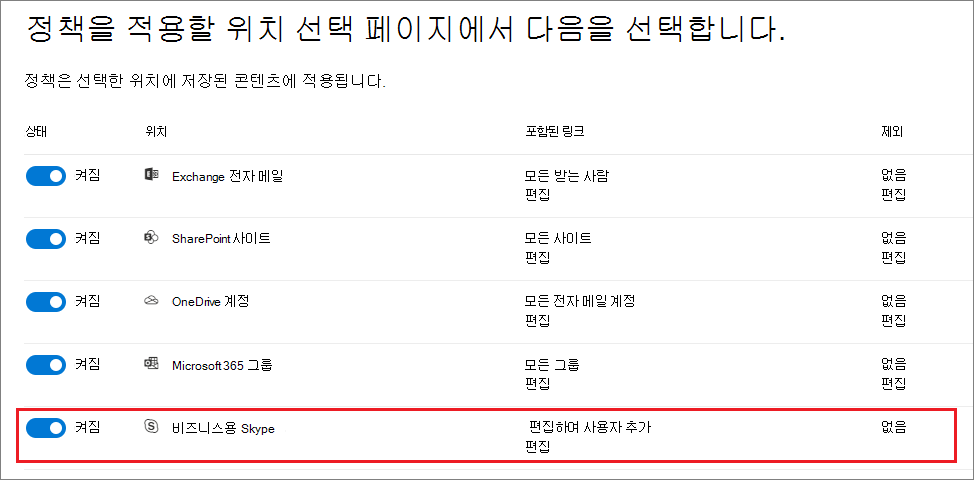 정책을 적용할 위치 선택 페이지에서 다음을 선택합니다.
정책은 선택한 위치에 저장된 콘텐츠에 적용됩니다.
상태 위치 포함된 링크 제외
켜짐 Exchange 전자 메일 모든 받는 사람 없음
편집 편집
켜짐 SharePoint 사이트 모든 사이트 없음
편집 편집
켜짐 OneDrive 계정 모든 전자 메일 계정 없음
편집 편집
켜짐 Microsoft 365 그룹 모든 그룹 없음
편집 편집
켜짐 비즈니스용 Skype 편집하여 사용자 추가 없음
편집